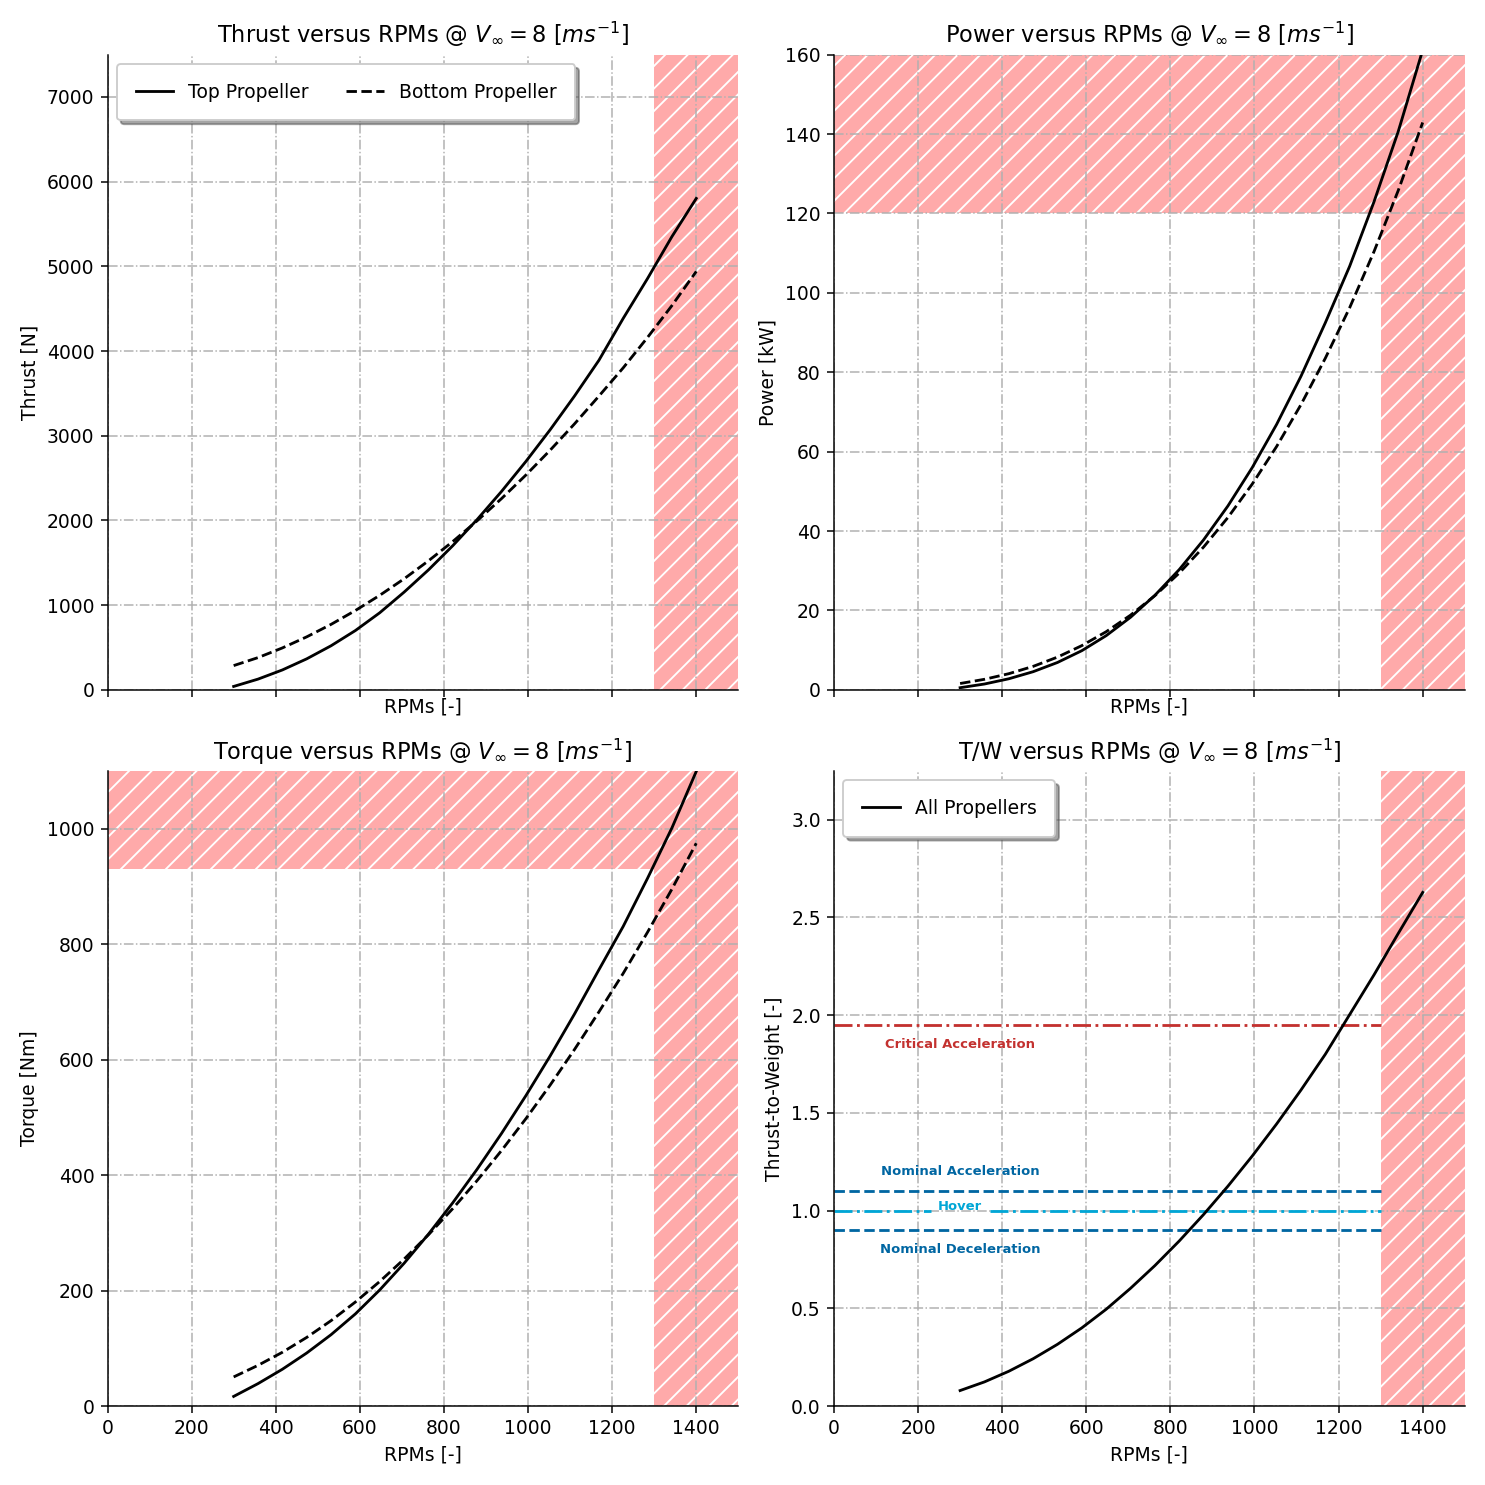 Thrust versus RPMs @ V∞ = 8 [ms⁻¹]
Top Propeller
Bottom Propeller
7000
6000
5000
4000
3000
2000
1000
0
Thrust [N]
RPMs [-]
Power versus RPMs @ V∞ = 8 [ms⁻¹]
160
140
120
100
80
60
40
20
0
Power [kW]
RPMs [-]
Torque versus RPMs @ V∞ = 8 [ms⁻¹]
1000
800
600
400
200
0
Torque [Nm]
0 200 400 600 800 1000 1200 1400
RPMs [-]
T/W versus RPMs @ V∞ = 8 [ms⁻¹]
All Propellers
3.0
2.5
2.0
1.5
1.0
0.5
0.0
Thrust-to-Weight [-]
Critical Acceleration
Nominal Acceleration
Hover
Nominal Deceleration
0 200 400 600 800 1000 1200 1400
RPMs [-]